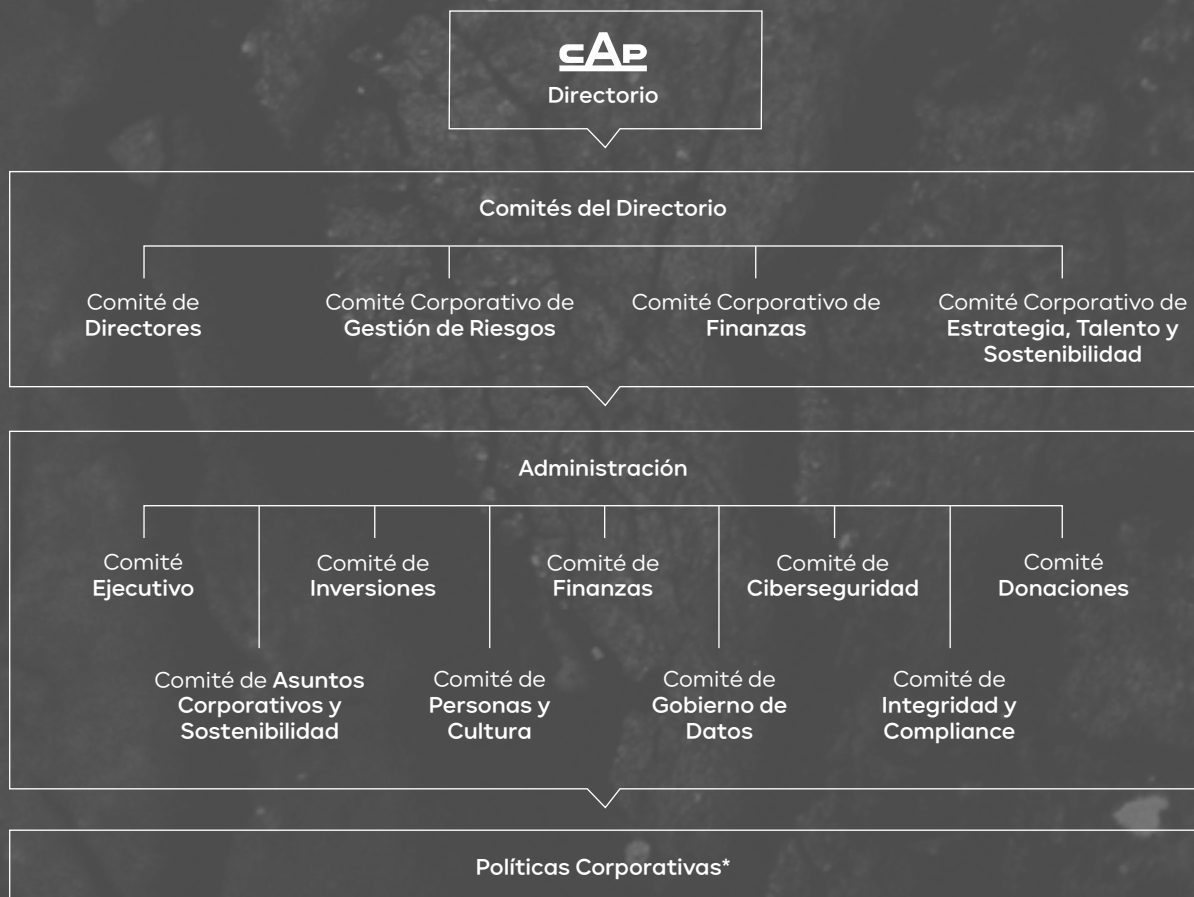 CAP
Directorio
Comités del Directorio
Comité de
Directores
Comité Corporativo de
Gestión de Riesgos
Comité Corporativo de
Finanzas
Comité Corporativo de
Estrategia, Talento y
Sostenibilidad
Administración
Comité
Ejecutivo
Comité de
Inversiones
Comité de
Finanzas
Comité de
Ciberseguridad
Comité
Donaciones
Comité de Asuntos
Corporativos y
Sostenibilidad
Comité de
Personas y
Cultura
Comité de
Gobierno de
Datos
Comité de
Integridad y
Compliance
Políticas Corporativas*